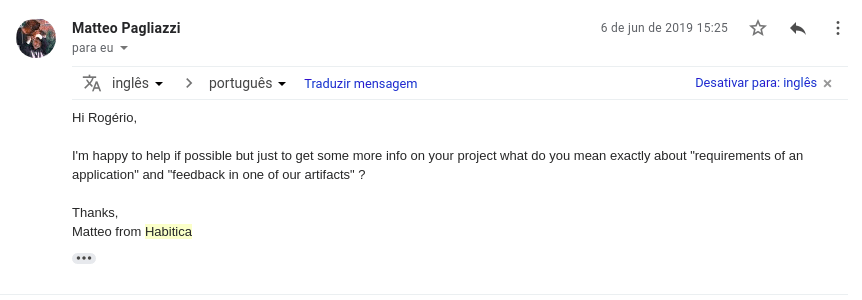 Matteo Pagliazzi
6 de jun de 2019 15:25
para eu
inglês
português
Traduzir mensagem
Desativar para: inglês
Hi Rogério,
I'm happy to help if possible but just to get some more info on your project what do you mean exactly about "requirements of an
application" and "feedback in one of our artifacts" ?
Thanks,
Matteo from Habitica